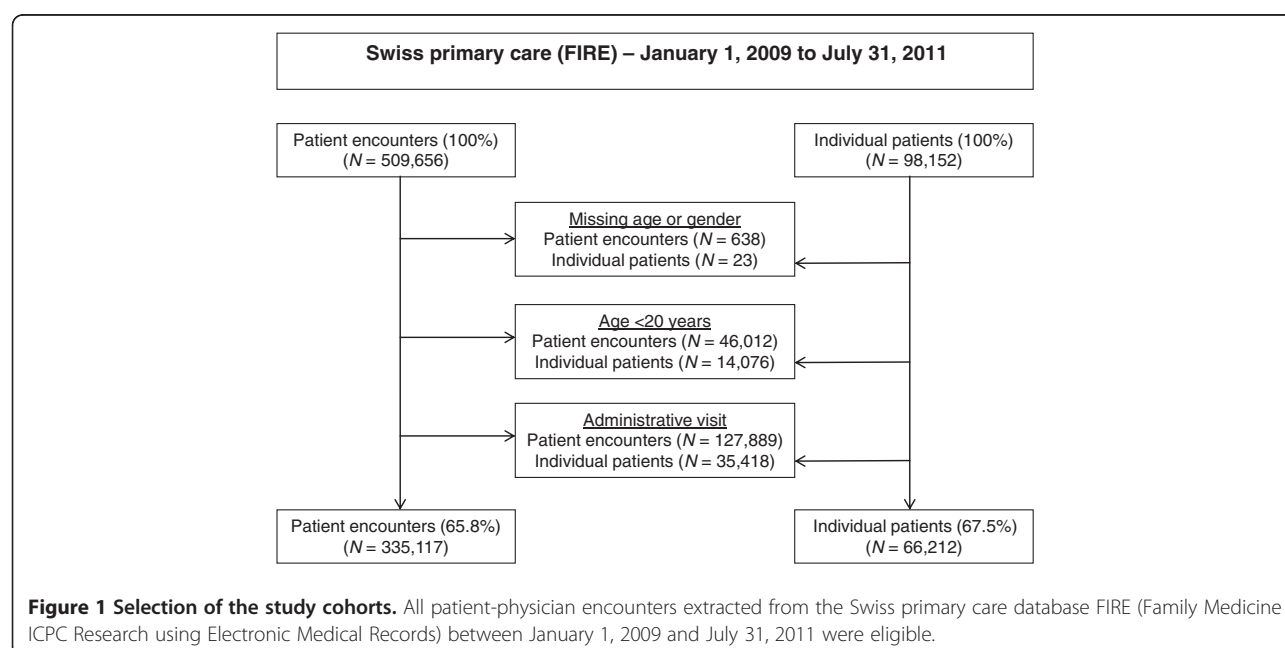 Swiss primary care (FIRE) – January 1, 2009 to July 31, 2011
Patient encounters (100%)
(N = 509,656)
Individual patients (100%)
(N = 98,152)
Missing age or gender
Patient encounters (N = 638)
Individual patients (N = 23)
Age <20 years
Patient encounters (N = 46,012)
Individual patients (N = 14,076)
Administrative visit
Patient encounters (N = 127,889)
Individual patients (N = 35,418)
Patient encounters (65.8%)
(N = 335,117)
Individual patients (67.5%)
(N = 66,212)
Figure 1 Selection of the study cohorts. All patient-physician encounters extracted from the Swiss primary care database FIRE (Family Medicine
ICPC Research using Electronic Medical Records) between January 1, 2009 and July 31, 2011 were eligible.